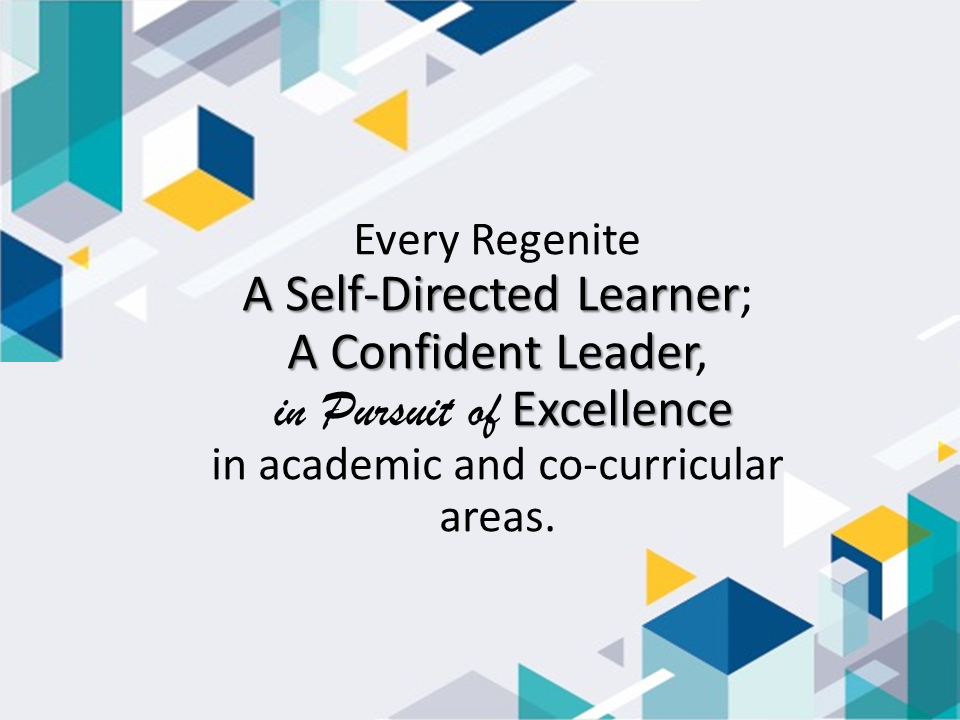 Every Regenite
A Self-Directed Learner;
A Confident Leader,
in Pursuit of Excellence
in academic and co-curricular
areas.